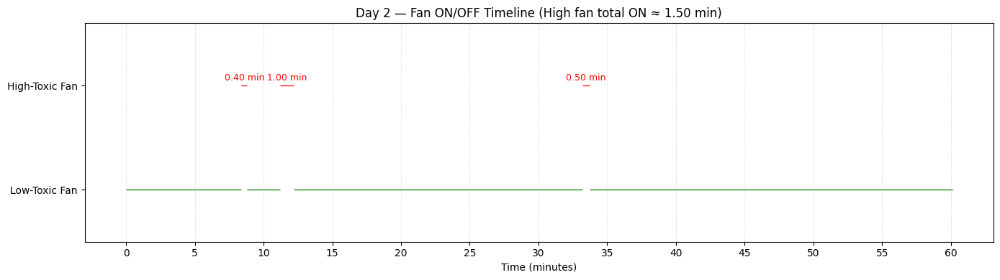 Day 2 — Fan ON/OFF Timeline (High fan total ON ≈ 1.50 min)
0.40 min 1.00 min 0.50 min
High-Toxic Fan
Low-Toxic Fan
0 5 10 15 20 25 30 35 40 45 50 55 60
Time (minutes)